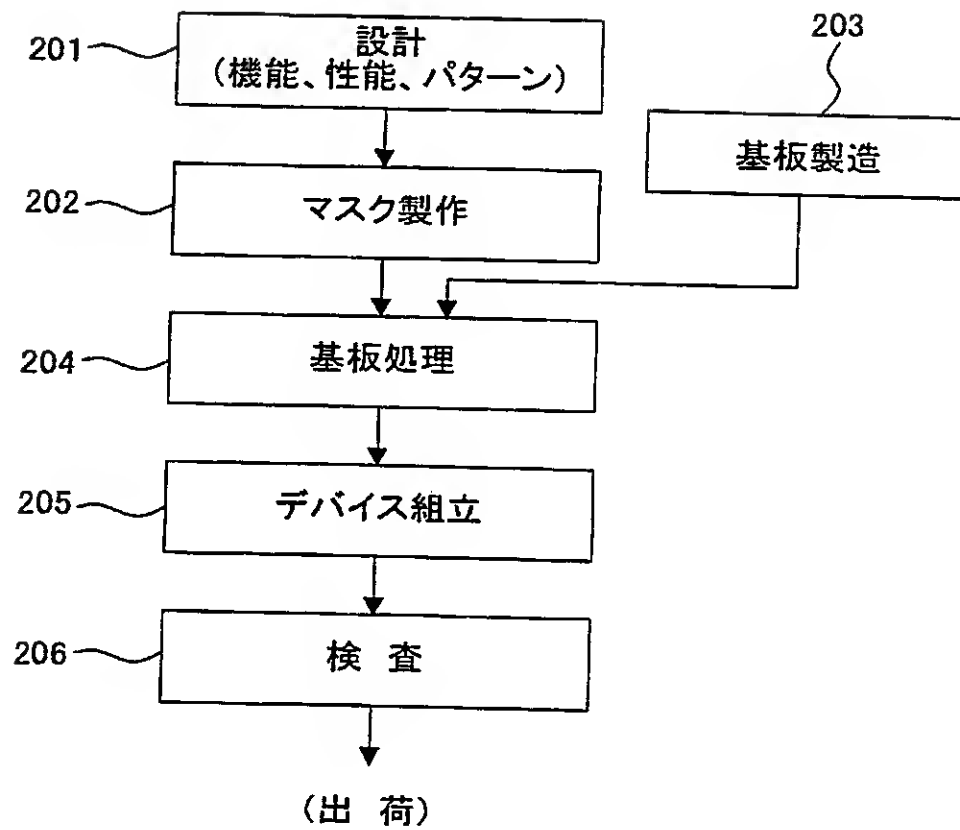 201
設計
(機能、性能、パターン)
203
基板製造
202
マスク製作
204
基板処理
205
デバイス組立
206
検 査
(出 荷)